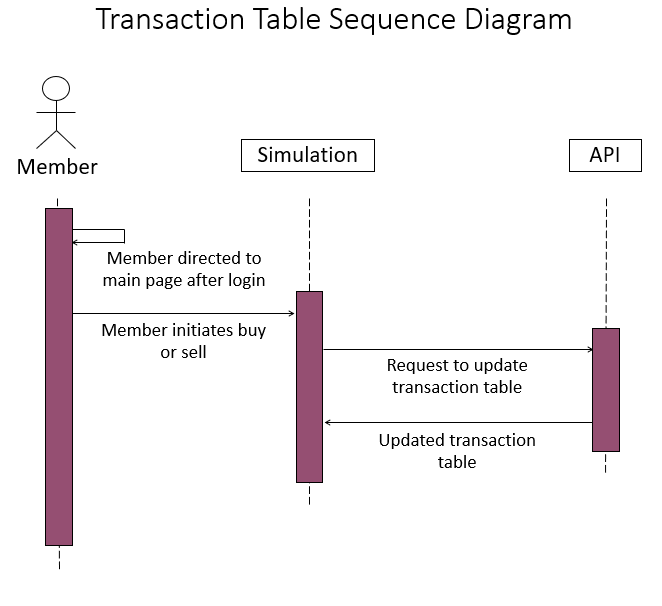 Transaction Table Sequence Diagram
Member
Simulation
API
Member directed to
main page after login
Member initiates buy
or sell
Request to update
transaction table
Updated transaction
table